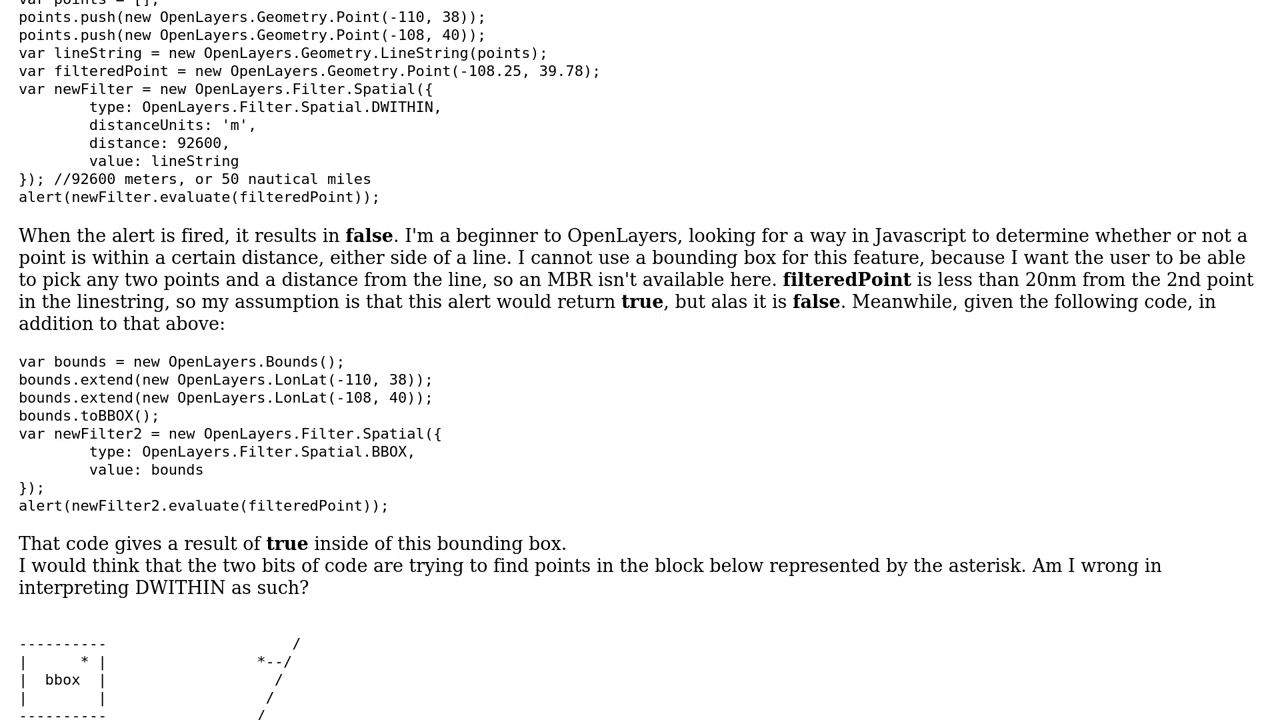 var points = [];
points.push(new OpenLayers.Geometry.Point(-110, 38));
points.push(new OpenLayers.Geometry.Point(-108, 40));
var lineString = new OpenLayers.Geometry.LineString(points);
var filteredPoint = new OpenLayers.Geometry.Point(-108.25, 39.78);
var newFilter = new OpenLayers.Filter.Spatial({
        type: OpenLayers.Filter.Spatial.DWITHIN,
        distanceUnits: 'm',
        distance: 92600,
        value: lineString
}); //92600 meters, or 50 nautical miles
alert(newFilter.evaluate(filteredPoint));
When the alert is fired, it results in false. I'm a beginner to OpenLayers, looking for a way in Javascript to determine whether or not a
point is within a certain distance, either side of a line. I cannot use a bounding box for this feature, because I want the user to be able
to pick any two points and a distance from the line, so an MBR isn't available here. filteredPoint is less than 20nm from the 2nd point
in the linestring, so my assumption is that this alert would return true, but alas it is false. Meanwhile, given the following code, in
addition to that above:
var bounds = new OpenLayers.Bounds();
bounds.extend(new OpenLayers.LonLat(-110, 38));
bounds.extend(new OpenLayers.LonLat(-108, 40));
bounds.toBBOX();
var newFilter2 = new OpenLayers.Filter.Spatial({
        type: OpenLayers.Filter.Spatial.BBOX,
        value: bounds
});
alert(newFilter2.evaluate(filteredPoint));
That code gives a result of true inside of this bounding box.
I would think that the two bits of code are trying to find points in the block below represented by the asterisk. Am I wrong in
interpreting DWITHIN as such?
----------                     /
|      * |                 *--/
|  bbox  |                   /
|        |                  /
----------                 /